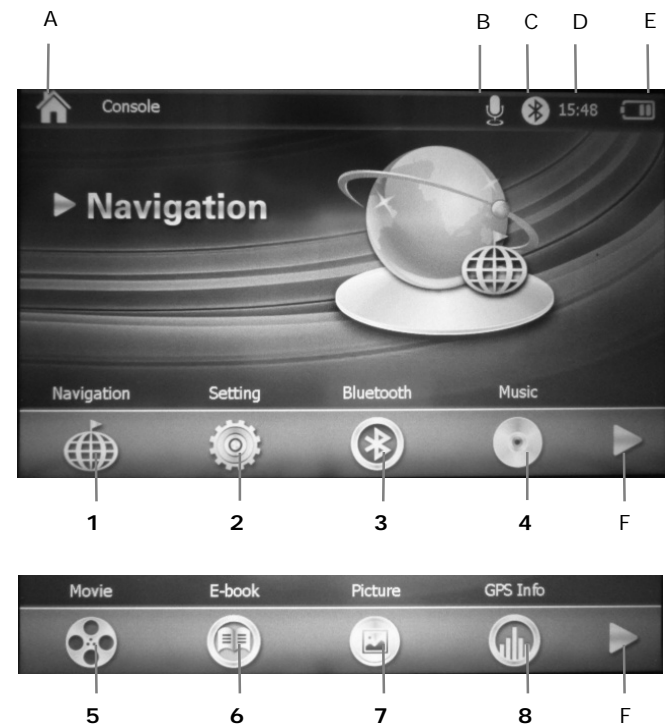 A B C D E
Console 15:48
Navigation
Navigation Setting Bluetooth Music
1 2 3 4 F
Movie E-book Picture GPS Info
5 6 7 8 F